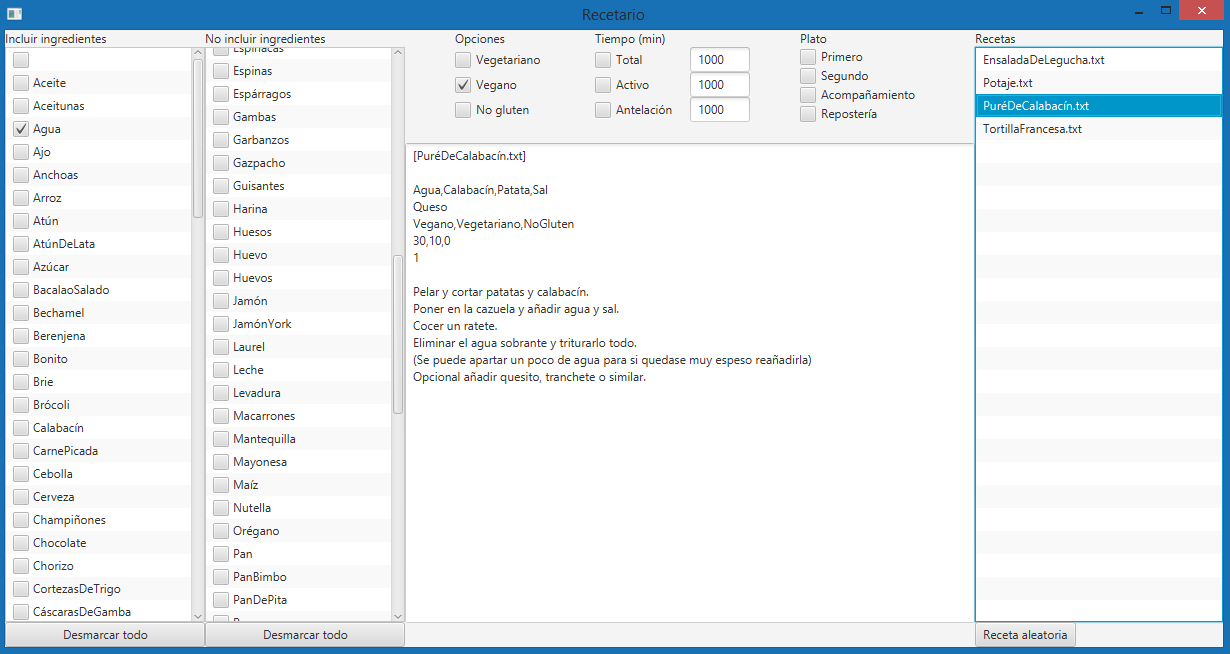 Recetario
Incluir ingredientes
Aceite
Aceitunas
Agua
Ajo
Anchoas
Arroz
Atún
AtúnDeLata
Azúcar
BacalaoSalado
Bechamel
Berenjena
Bonito
Brie
Brócoli
Calabacín
CarnePicada
Cebolla
Cerveza
Champiñones
Chocolate
Chorizo
CortezasDeTrigo
CáscarasDeGamba
Desmarcar todo
No incluir ingredientes
Espinacas
Espinas
Espárragos
Gambas
Garbanzos
Gazpacho
Guisantes
Harina
Huesos
Huevo
Huevos
Jamón
JamónYork
Laurel
Leche
Levadura
Macarrones
Mantequilla
Mayonesa
Maíz
Nutella
Orégano
Pan
PanBimbo
PanDePita
Desmarcar todo
Opciones
Vegetariano
Vegano
No gluten
Tiempo (min)
Total 1000
Activo 1000
Antelación 1000
Plato
Primero
Segundo
Acompañamiento
Repostería
[PuréDeCalabacín.txt]
Agua,Calabacín,Patata,Sal
Queso
Vegano,Vegetariano,NoGluten
30,10,0
1
Pelar y cortar patatas y calabacín.
Poner en la cazuela y añadir agua y sal.
Cocer un ratete.
Eliminar el agua sobrante y triturarlo todo.
(Se puede apartar un poco de agua para si quedase muy espeso reañadirla)
Opcional añadir quesito, tranchete o similar.
Recetas
EnsaladaDeLegucha.txt
Potaje.txt
PuréDeCalabacín.txt
TortillaFrancesa.txt
Receta aleatoria